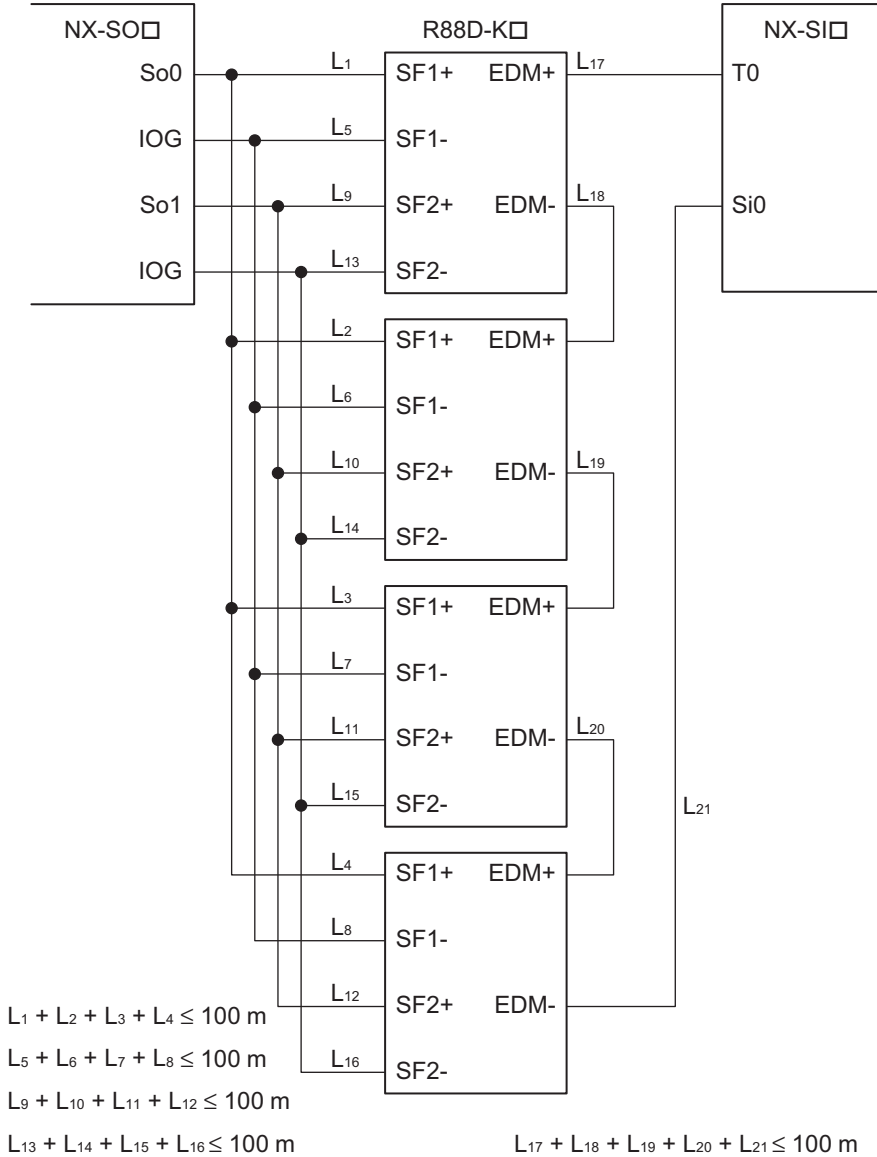 NX-SO□ R88D-K□ NX-SI□
So0 L1 SF1+ EDM+ L17 T0
IOG L5 SF1-
So1 L9 SF2+ EDM- L18 Si0
IOG L13 SF2-
L2 SF1+ EDM+
L6 SF1-
L10 SF2+ EDM- L19
L14 SF2-
L3 SF1+ EDM+
L7 SF1-
L11 SF2+ EDM- L20
L15 SF2-
L21
L4 SF1+ EDM+
L8 SF1-
L12 SF2+ EDM-
L16 SF2-
L1 + L2 + L3 + L4 ≤ 100 m
L5 + L6 + L7 + L8 ≤ 100 m
L9 + L10 + L11 + L12 ≤ 100 m
L13 + L14 + L15 + L16 ≤ 100 m
L17 + L18 + L19 + L20 + L21 ≤ 100 m